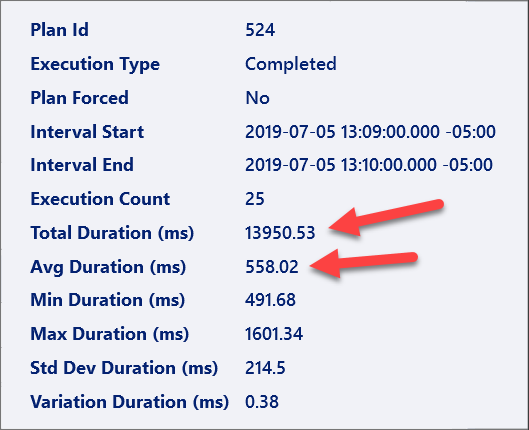 Plan Id 524
Execution Type Completed
Plan Forced No
Interval Start 2019-07-05 13:09:00.000 -05:00
Interval End 2019-07-05 13:10:00.000 -05:00
Execution Count 25
Total Duration (ms) 13950.53
Avg Duration (ms) 558.02
Min Duration (ms) 491.68
Max Duration (ms) 1601.34
Std Dev Duration (ms) 214.5
Variation Duration (ms) 0.38